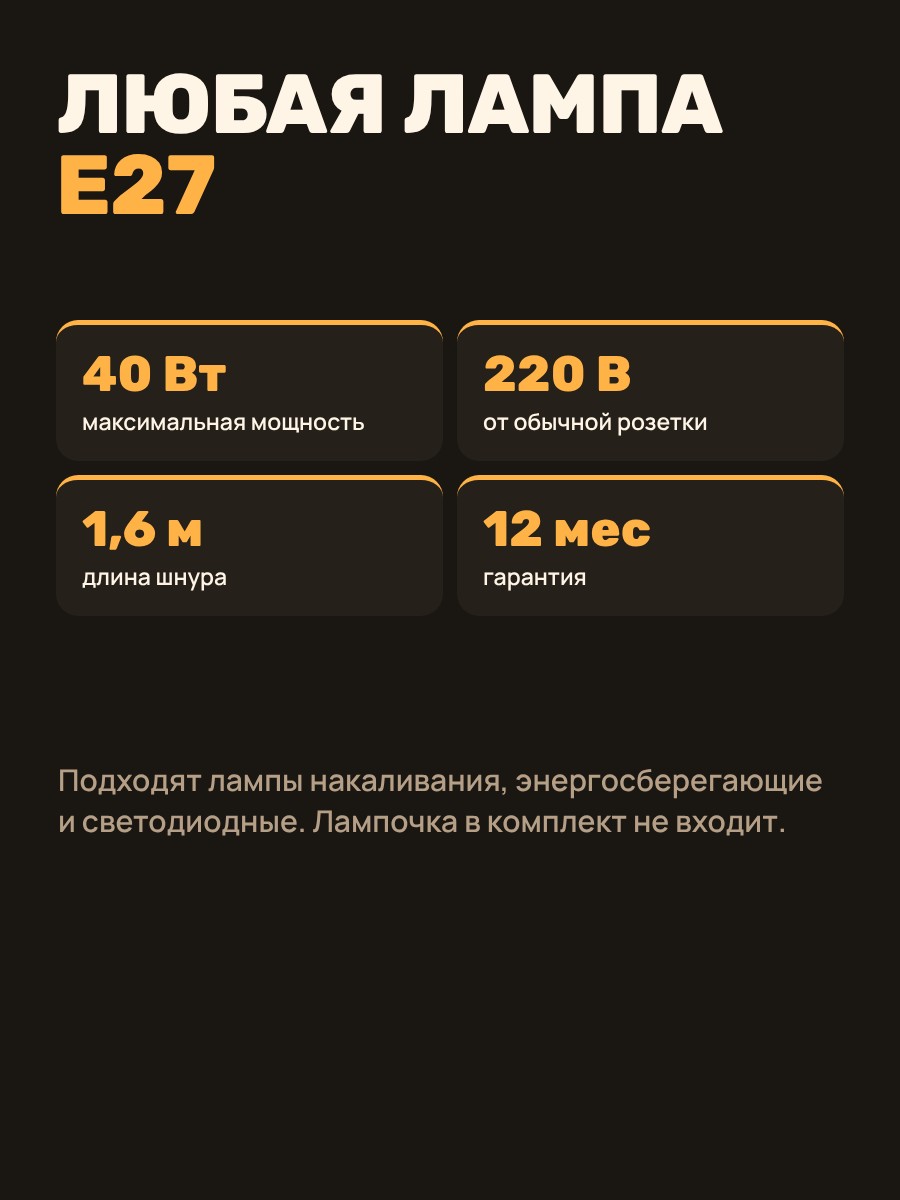 ЛЮБАЯ ЛАМПА
E27
40 Вт
максимальная мощность
220 В
от обычной розетки
1,6 м
длина шнура
12 мес
гарантия
Подходят лампы накаливания, энергосберегающие
и светодиодные. Лампочка в комплект не входит.